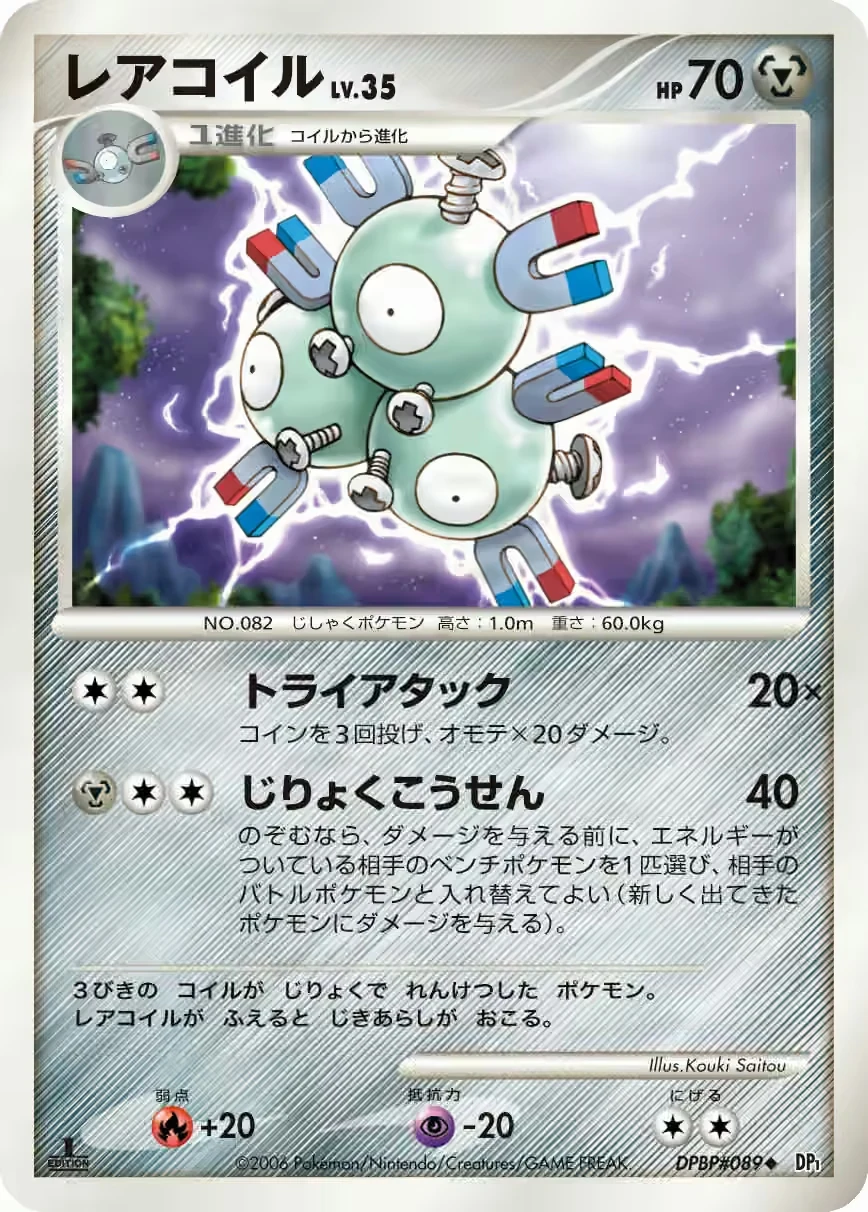 レアコイル LV.35 HP 70
1進化 コイルから進化
NO.082 じしゃくポケモン 高さ：1.0m 重さ：60.0kg
トライアタック 20×
コインを3回投げ、オモテ×20ダメージ。
じりょくこうせん 40
のぞむなら、ダメージを与える前に、エネルギーが
ついている相手のベンチポケモンを1匹選び、相手の
バトルポケモンと入れ替えてよい（新しく出てきた
ポケモンにダメージを与える）。
3びきの コイルが じりょくで れんけつした ポケモン。
レアコイルが ふえると じきあらしが おこる。
Illus.Kouki Saitou
弱点 +20 抵抗力 -20 にげる
1 EDITION ©2006 Pokémon/Nintendo/Creatures/GAME FREAK. DPBP#089◆ DP1